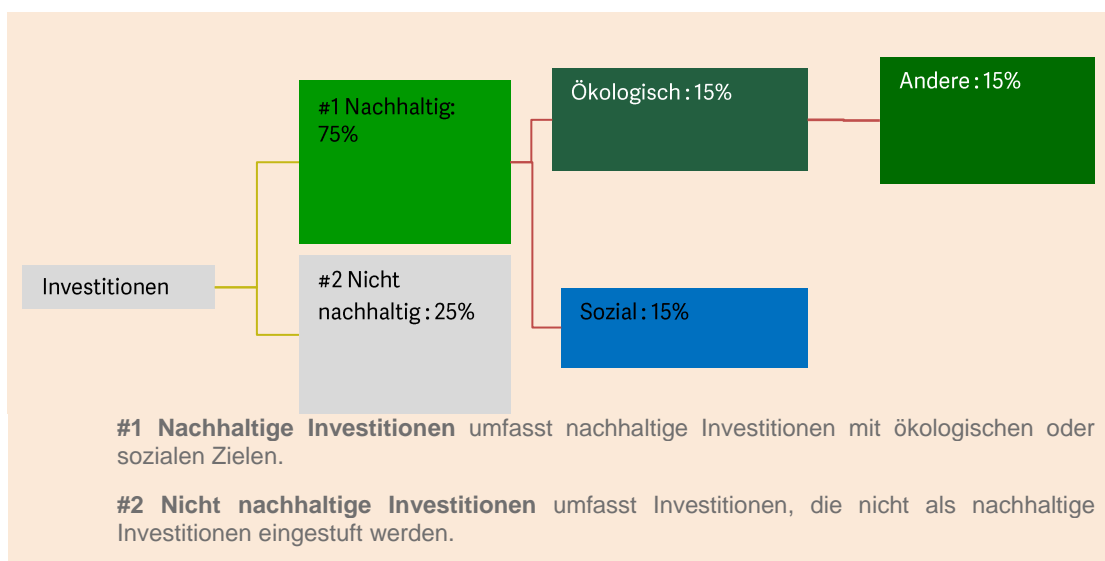 Investitionen
#1 Nachhaltig:
75%
#2 Nicht
nachhaltig : 25%
Ökologisch : 15%
Sozial : 15%
Andere : 15%
#1 Nachhaltige Investitionen umfasst nachhaltige Investitionen mit ökologischen oder
sozialen Zielen.
#2 Nicht nachhaltige Investitionen umfasst Investitionen, die nicht als nachhaltige
Investitionen eingestuft werden.